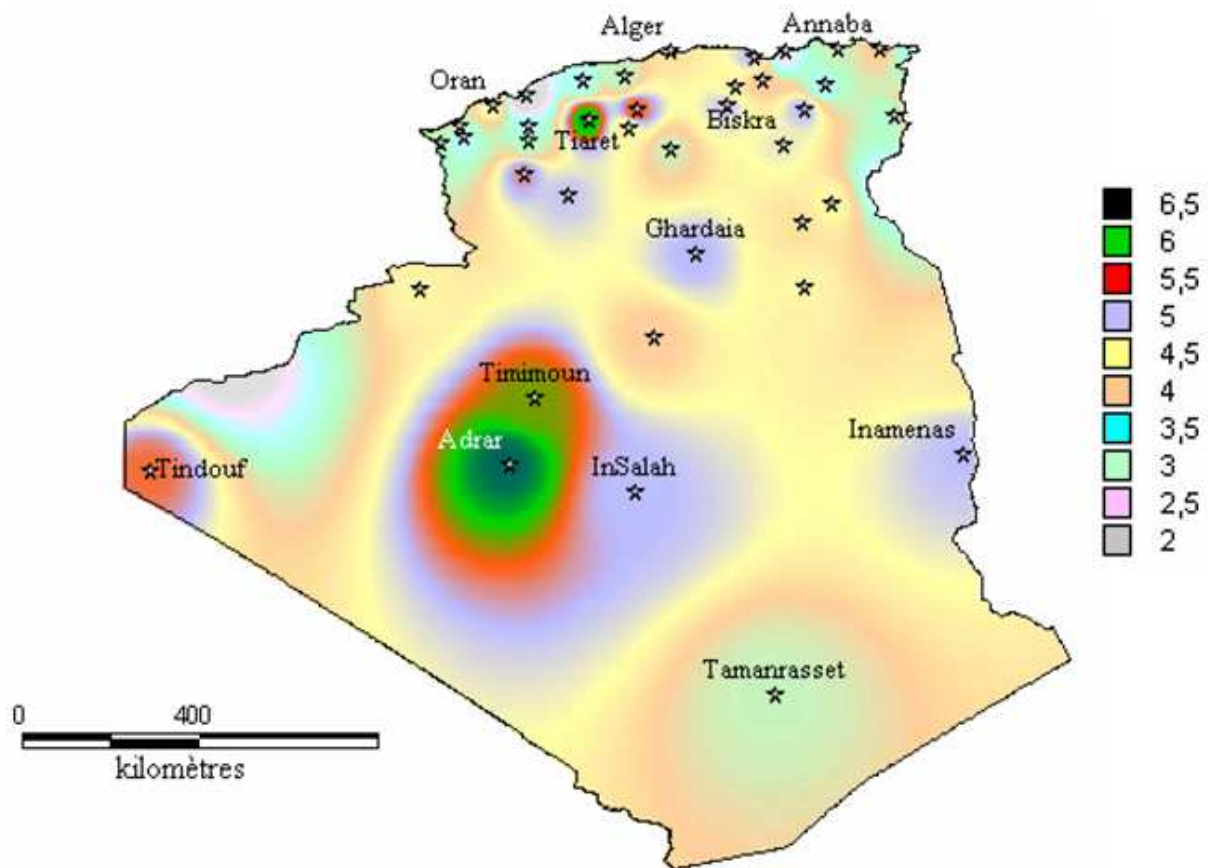 Alger
Annaba
Oran
Tiaret
Biskra
Ghardaia
Timimoun
Adrar
Tindouf
InSalah
Inamenas
Tamanrasset
6,5
6
5,5
5
4,5
4
3,5
3
2,5
2
0 400
kilomètres